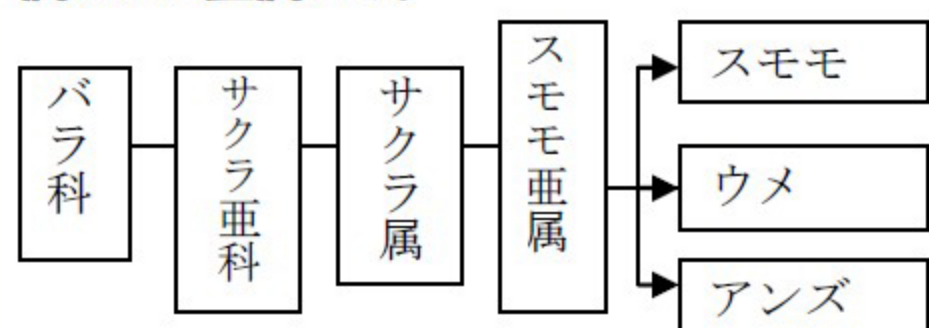 バラ科
サクラ亜科
サクラ属
スモモ亜属
スモモ
ウメ
アンズ